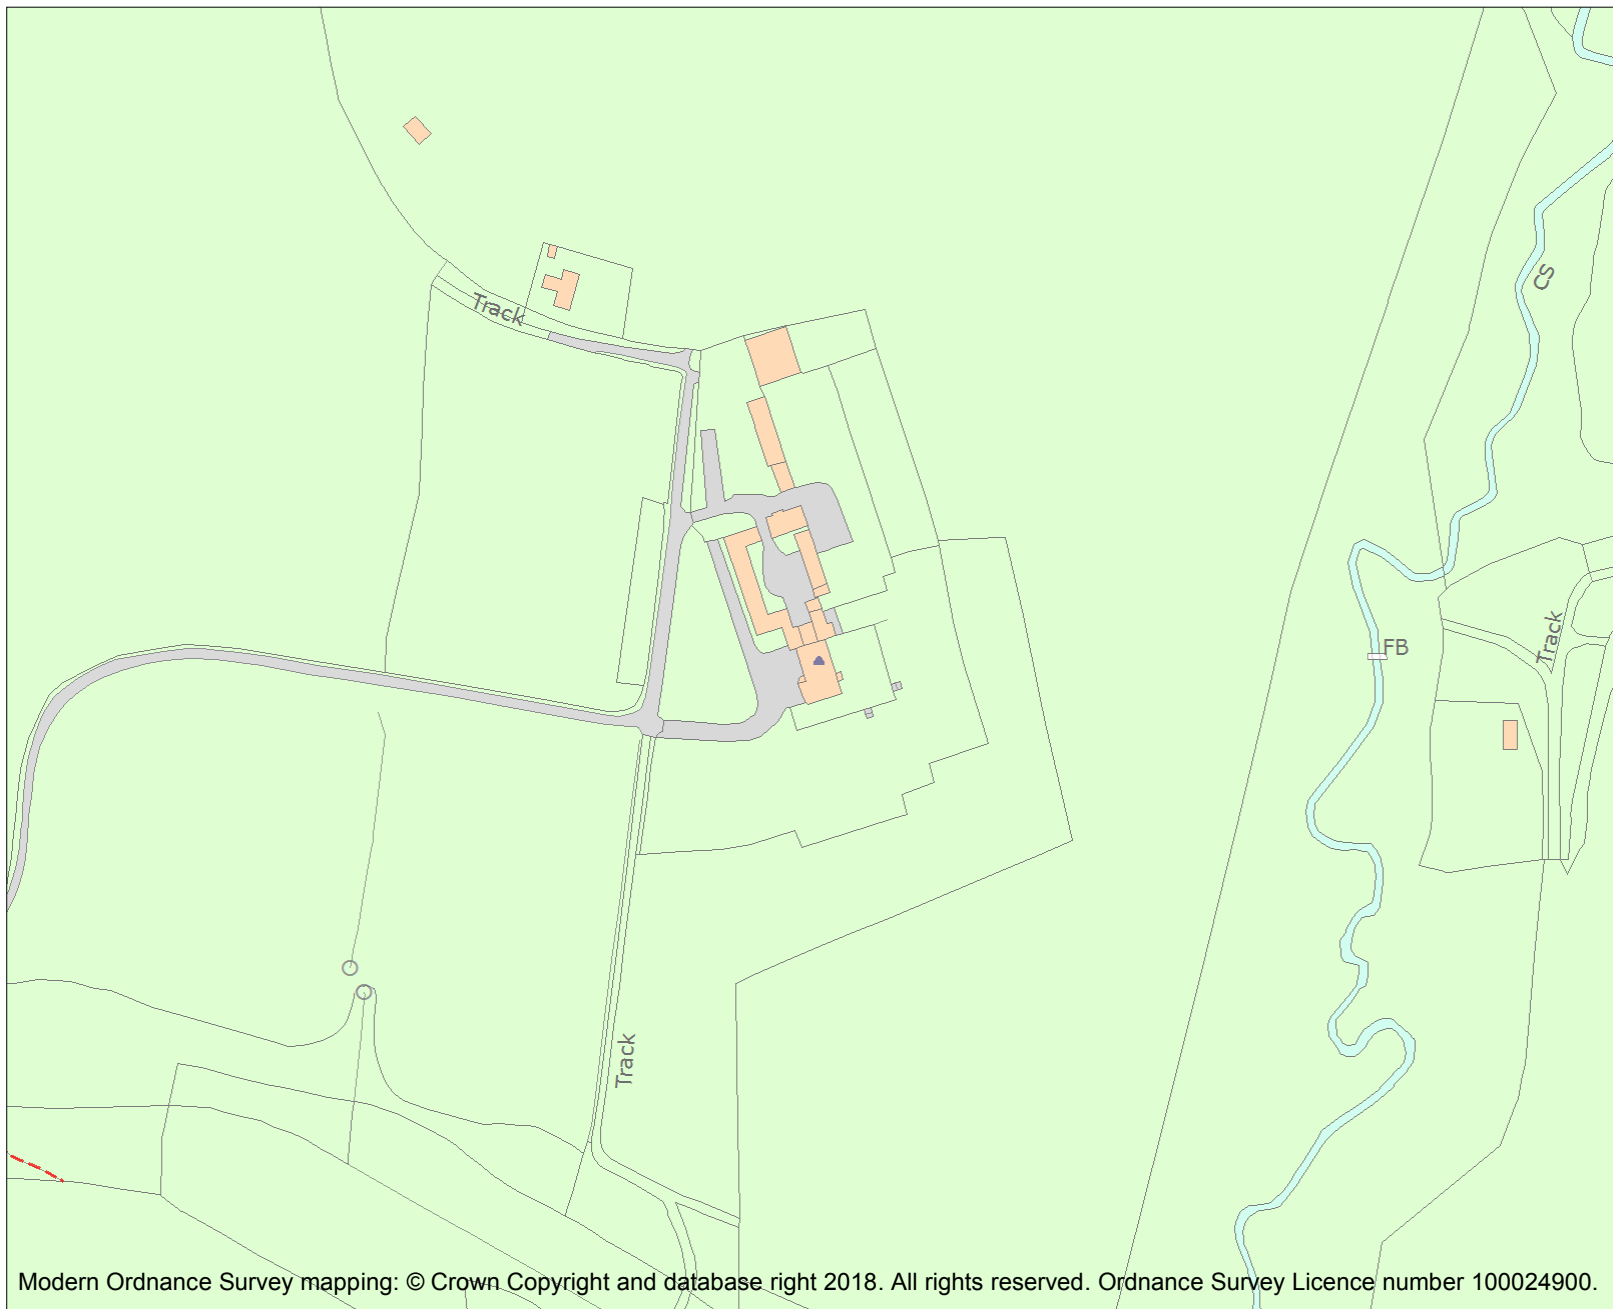 CS
Track
Track
FB
Track
Modern Ordnance Survey mapping: © Crown Copyright and database right 2018. All rights reserved. Ordnance Survey Licence number 100024900.